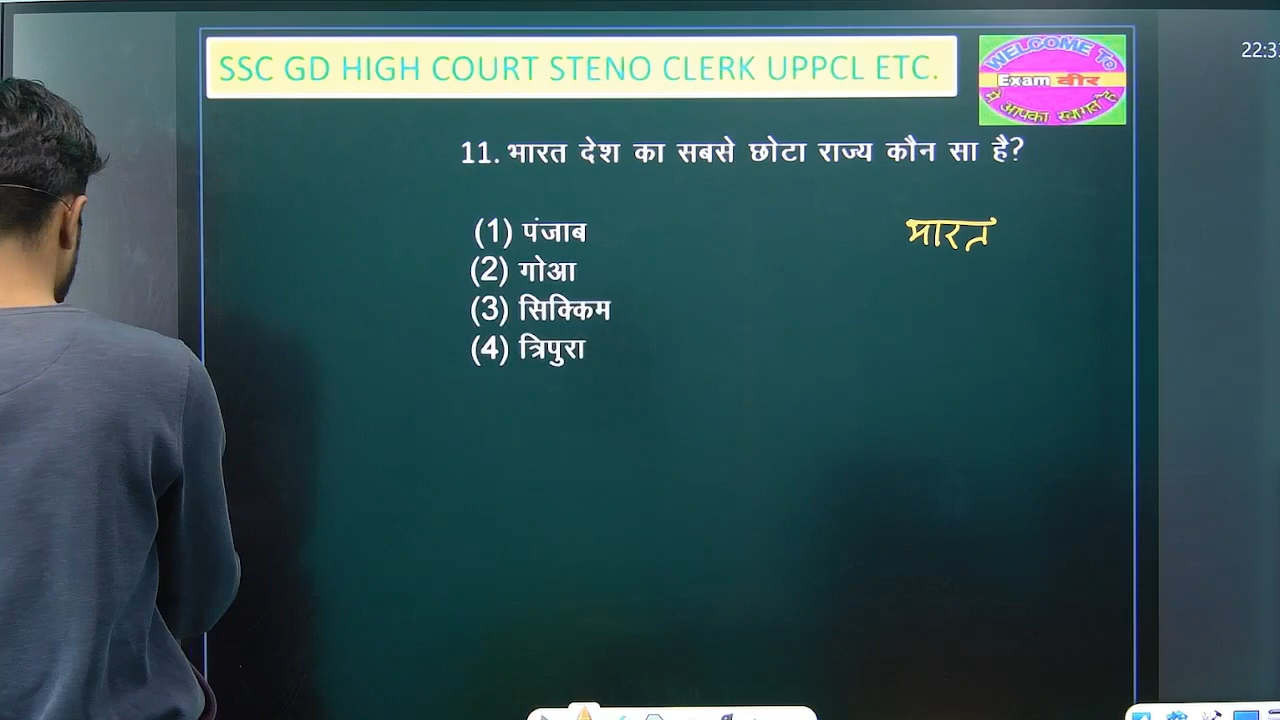 SSC GD HIGH COURT STENO CLERK UPPCL ETC.
WELCOME To
Exam वीर
में आपका स्वागत है
22:3
11. भारत देश का सबसे छोटा राज्य कौन सा है?
(1) पंजाब
भारत
(2) गोआ
(3) सिक्किम
(4) त्रिपुरा